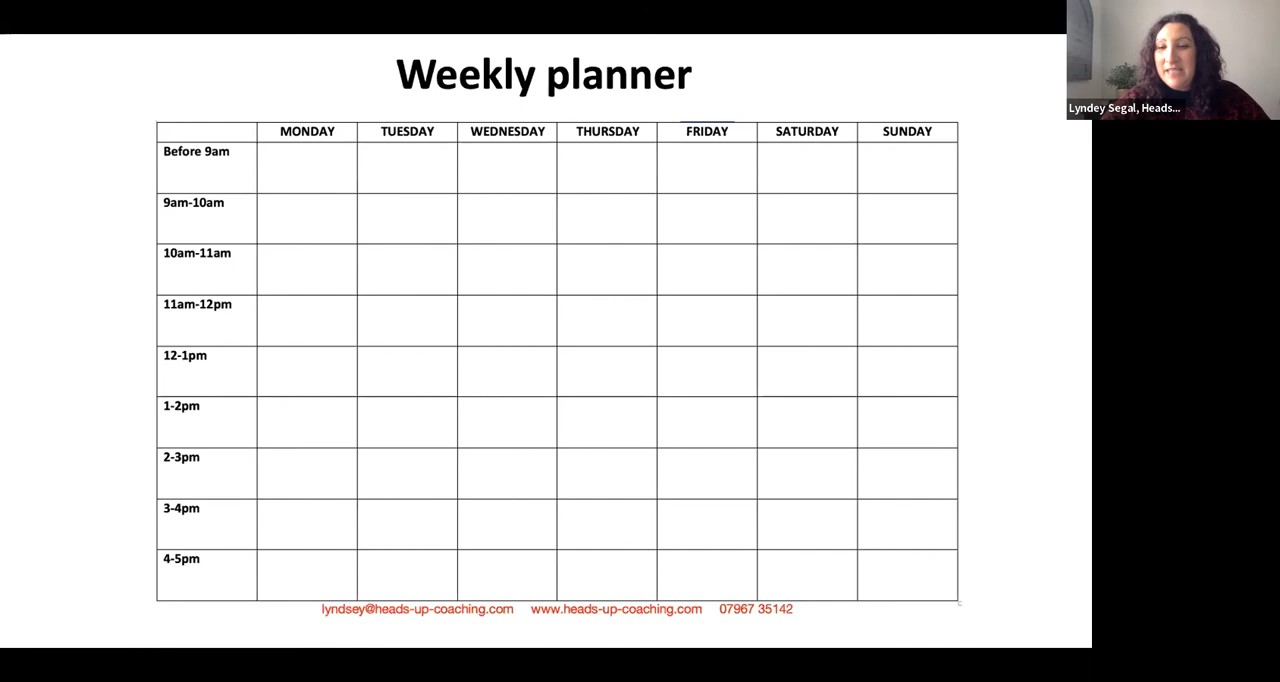 Weekly planner
Lyndey Segal, Heads...
MONDAY TUESDAY WEDNESDAY THURSDAY FRIDAY SATURDAY SUNDAY
Before 9am
9am-10am
10am-11am
11am-12pm
12-1pm
1-2pm
2-3pm
3-4pm
4-5pm
lyndsey@heads-up-coaching.com www.heads-up-coaching.com 07967 35142